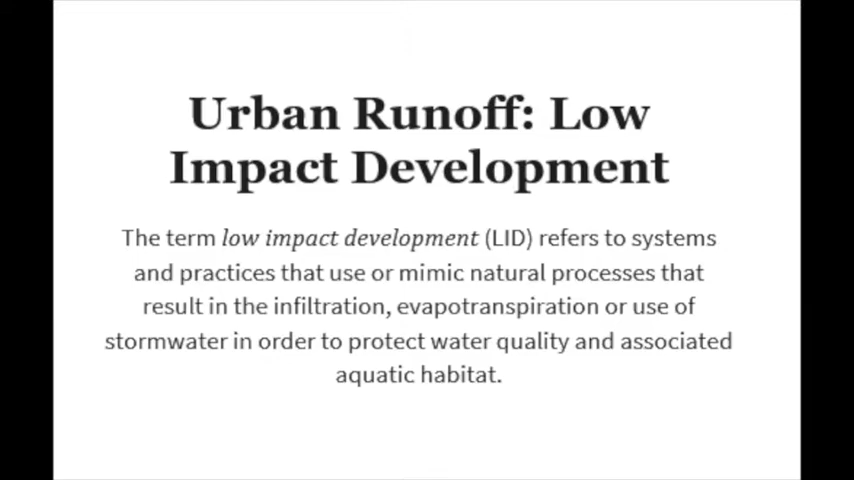 Urban Runoff: Low
Impact Development
The term low impact development (LID) refers to systems
and practices that use or mimic natural processes that
result in the infiltration, evapotranspiration or use of
stormwater in order to protect water quality and associated
aquatic habitat.